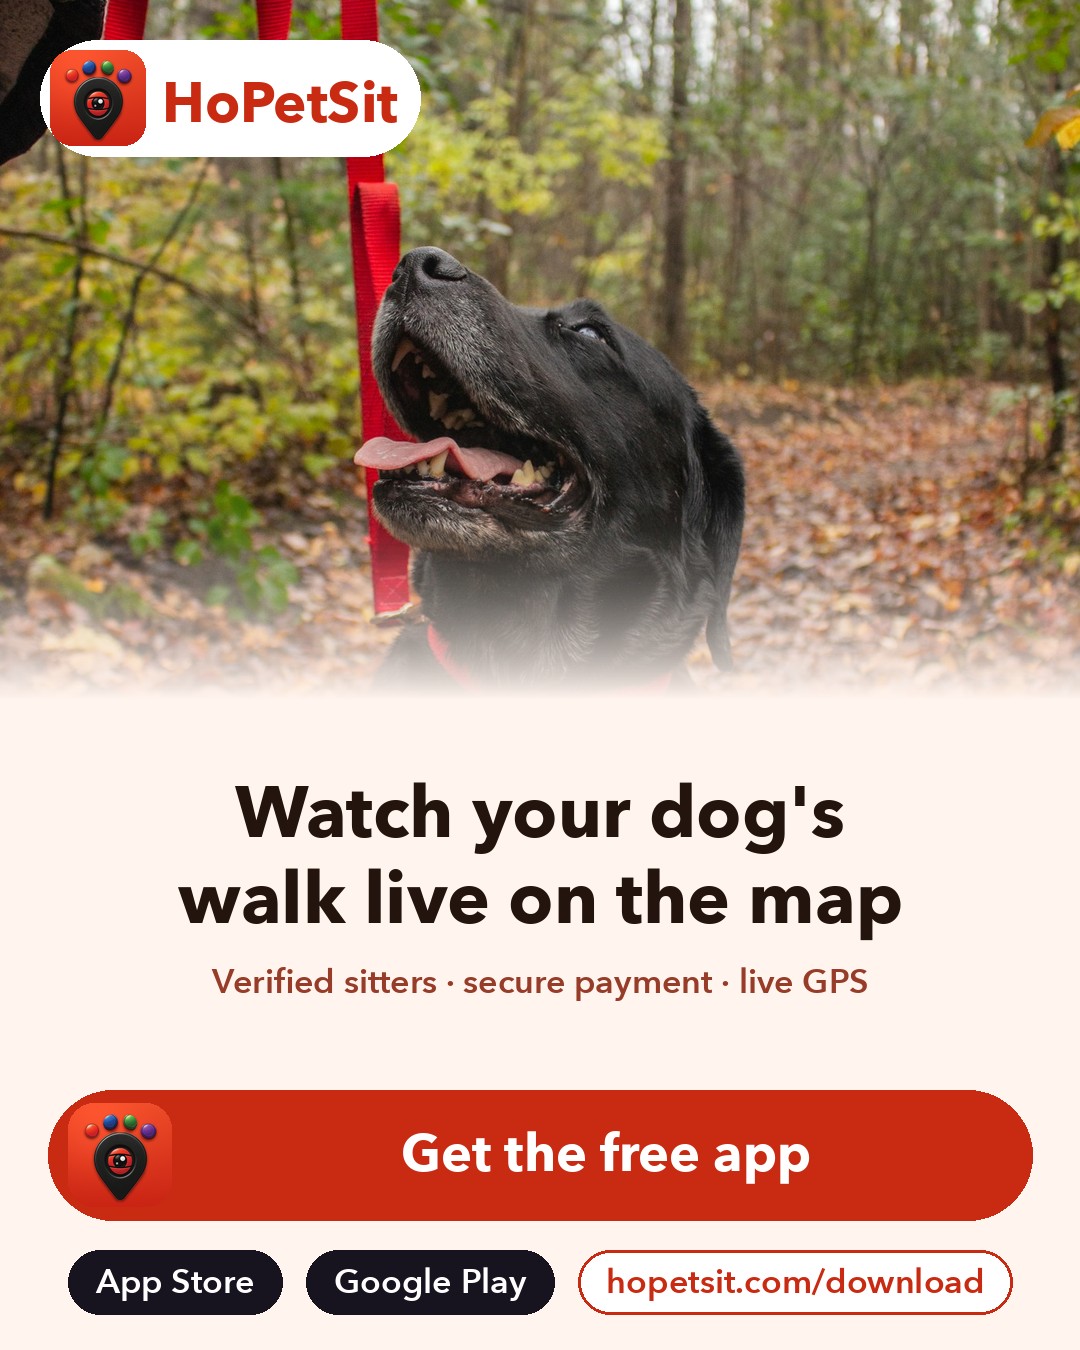 HoPetSit
Watch your dog's
walk live on the map
Verified sitters · secure payment · live GPS
Get the free app
App Store
Google Play
hopetsit.com/download